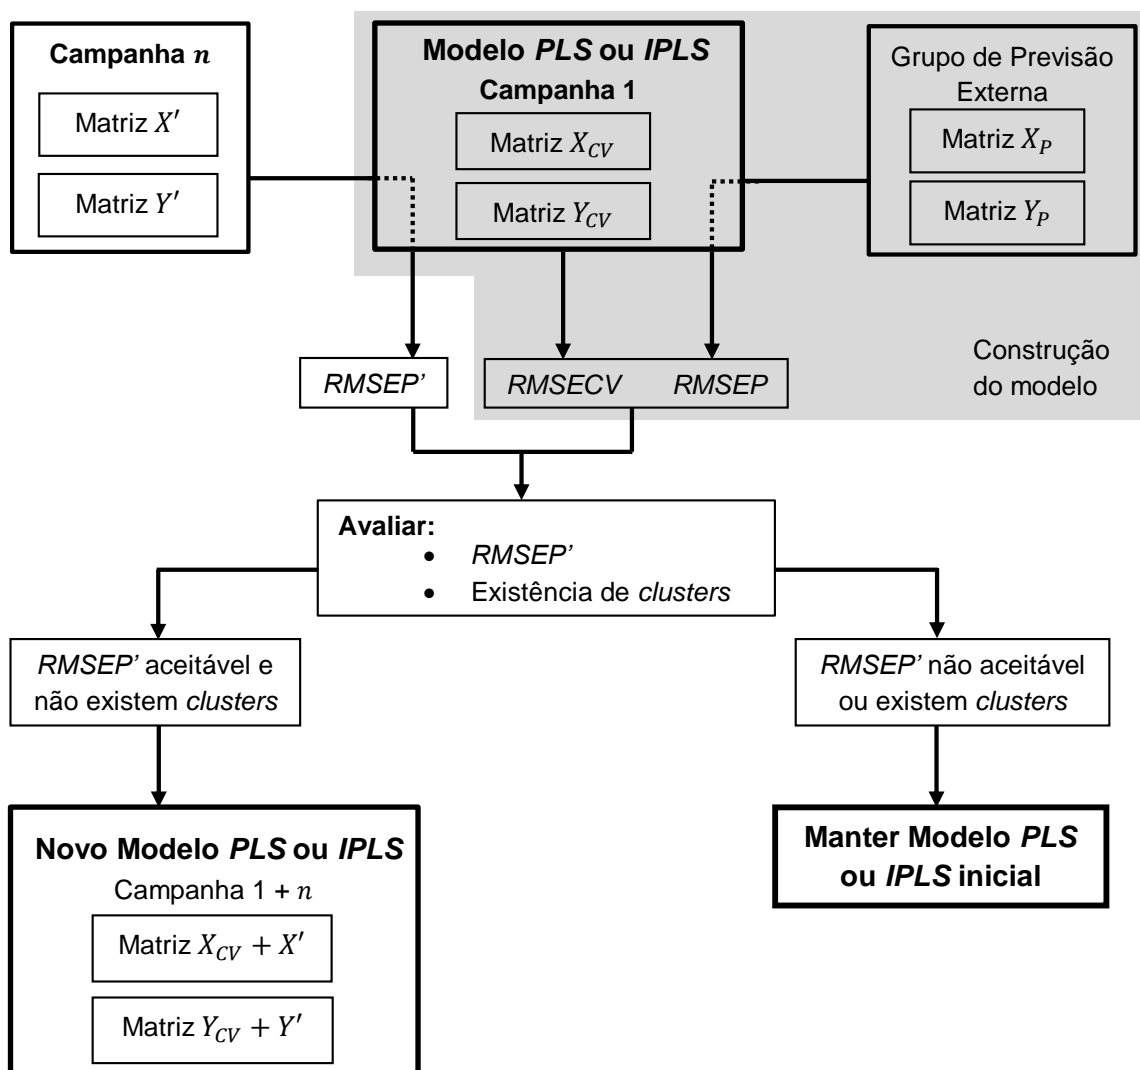 Campanha n
Matriz X′
Matriz Y′
Modelo PLS ou IPLS
Campanha 1
Matriz X_CV
Matriz Y_CV
Grupo de Previsão
Externa
Matriz X_P
Matriz Y_P
RMSEP’
RMSECV RMSEP
Construção
do modelo
Avaliar:
• RMSEP’
• Existência de clusters
RMSEP’ aceitável e
não existem clusters
RMSEP’ não aceitável
ou existem clusters
Novo Modelo PLS ou IPLS
Campanha 1 + n
Matriz X_CV + X′
Matriz Y_CV + Y′
Manter Modelo PLS
ou IPLS inicial